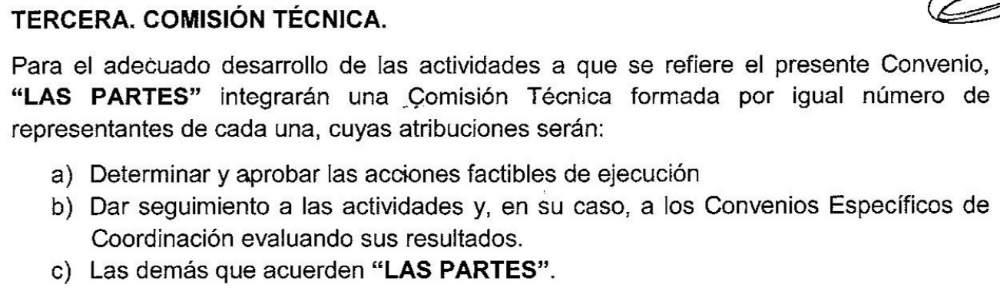 TERCERA. COMISIÓN TÉCNICA.
Para el adecuado desarrollo de las actividades a que se refiere el presente Convenio,
“LAS PARTES” integrarán una Comisión Técnica formada por igual número de
representantes de cada una, cuyas atribuciones serán:
a) Determinar y aprobar las acciones factibles de ejecución
b) Dar seguimiento a las actividades y, en su caso, a los Convenios Específicos de
Coordinación evaluando sus resultados.
c) Las demás que acuerden “LAS PARTES”.